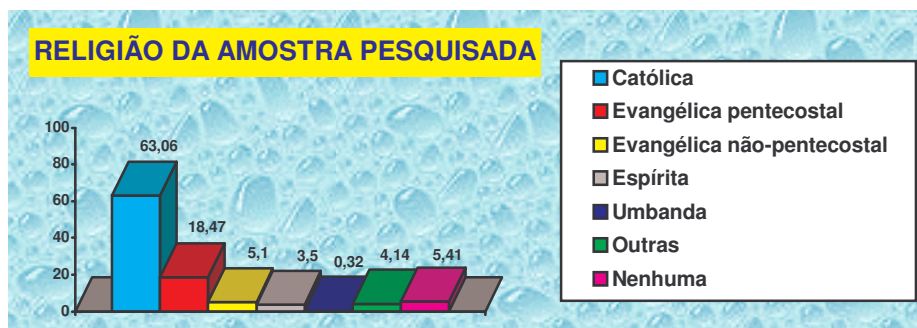 RELIGIÃO DA AMOSTRA PESQUISADA
100
80
60
40
20
0
63,06
18,47
5,1
3,5
0,32
4,14
5,41
Católica
Evangélica pentecostal
Evangélica não-pentecostal
Espírita
Umbanda
Outras
Nenhuma